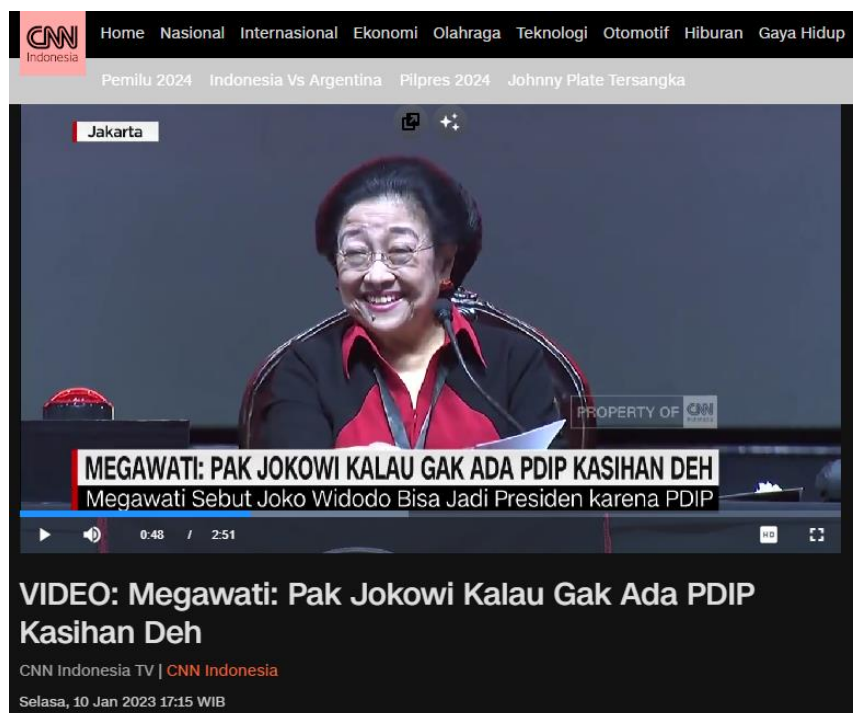 CNN
Indonesia
Home Nasional Internasional Ekonomi Olahraga Teknologi Otomotif Hiburan Gaya Hidup
Pemilu 2024 Indonesia Vs Argentina Pilpres 2024 Johnny Plate Tersangka
Jakarta
PROPERTY OF CNN
MEGAWATI: PAK JOKOWI KALAU GAK ADA PDIP KASIHAN DEH
Megawati Sebut Joko Widodo Bisa Jadi Presiden karena PDIP
0:48 / 2:51 HD
VIDEO: Megawati: Pak Jokowi Kalau Gak Ada PDIP
Kasihan Deh
CNN Indonesia TV | CNN Indonesia
Selasa, 10 Jan 2023 17:15 WIB